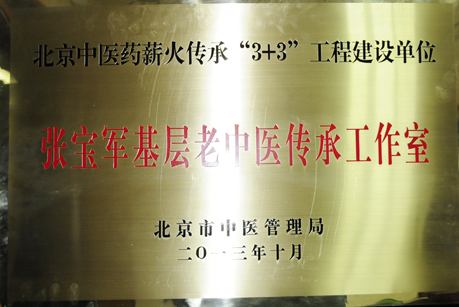 北京中医药薪火传承“3+3”工程建设单位
张宝军基层老中医传承工作室
北京市中医管理局
二〇一三年十月